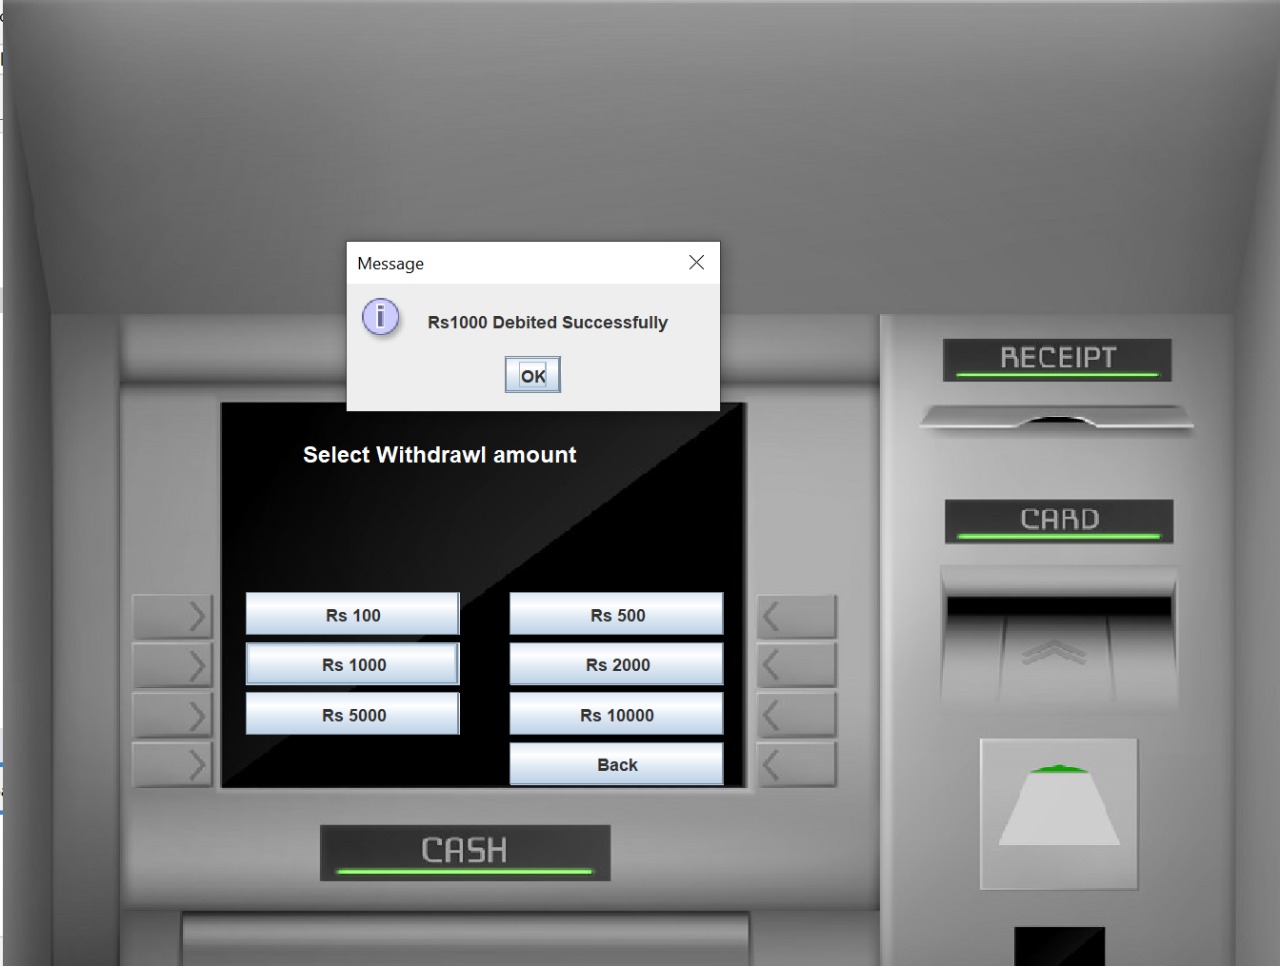 Message
Rs1000 Debited Successfully
OK
RECEIPT
Select Withdrawl amount
CARD
Rs 100
Rs 500
Rs 1000
Rs 2000
Rs 5000
Rs 10000
Back
CASH